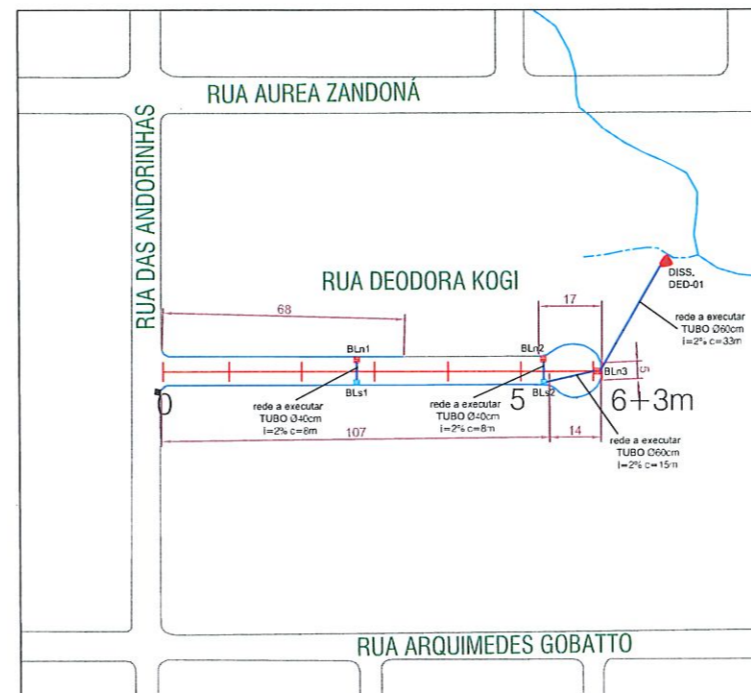 RUA AUREA ZANDONÁ
RUA DAS ANDORINHAS
DISS.
DED-01
RUA DEODORA KOGI
68
17
rede a executar
TUBO Ø60cm
i=2% c=33m
BLn1
BLn2
BLn3
5
BLs1
BLs2
0
5
6+3m
rede a executar
TUBO Ø40cm
i=2% c=8m
rede a executar
TUBO Ø40cm
i=2% c=8m
107
14
rede a executar
TUBO Ø60cm
i=2% c=15m
RUA ARQUIMEDES GOBATTO